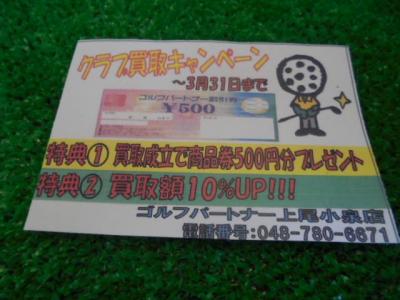 クラブ買取キャンペーン
～3月31日まで
ゴルフパートナー
￥500
特典① 買取成立で商品券500円分プレゼント
特典② 買取額10%UP!!!
ゴルフパートナー上尾小泉店
電話番号:048-780-6671